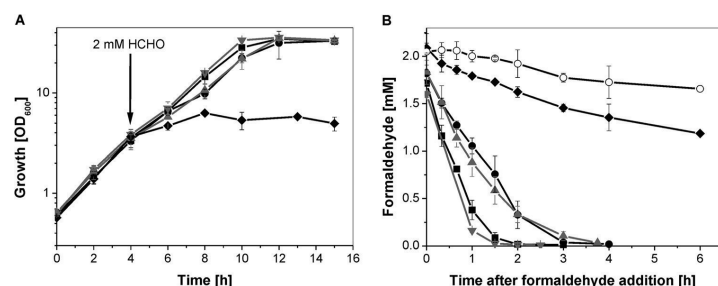 A
B
2 mM HCHO
Growth [OD600]
10
1
0 2 4 6 8 10 12 14 16
Time [h]
Formaldehyde [mM]
2.0
1.5
1.0
0.5
0.0
0 1 2 3 4 5 6
Time after formaldehyde addition [h]